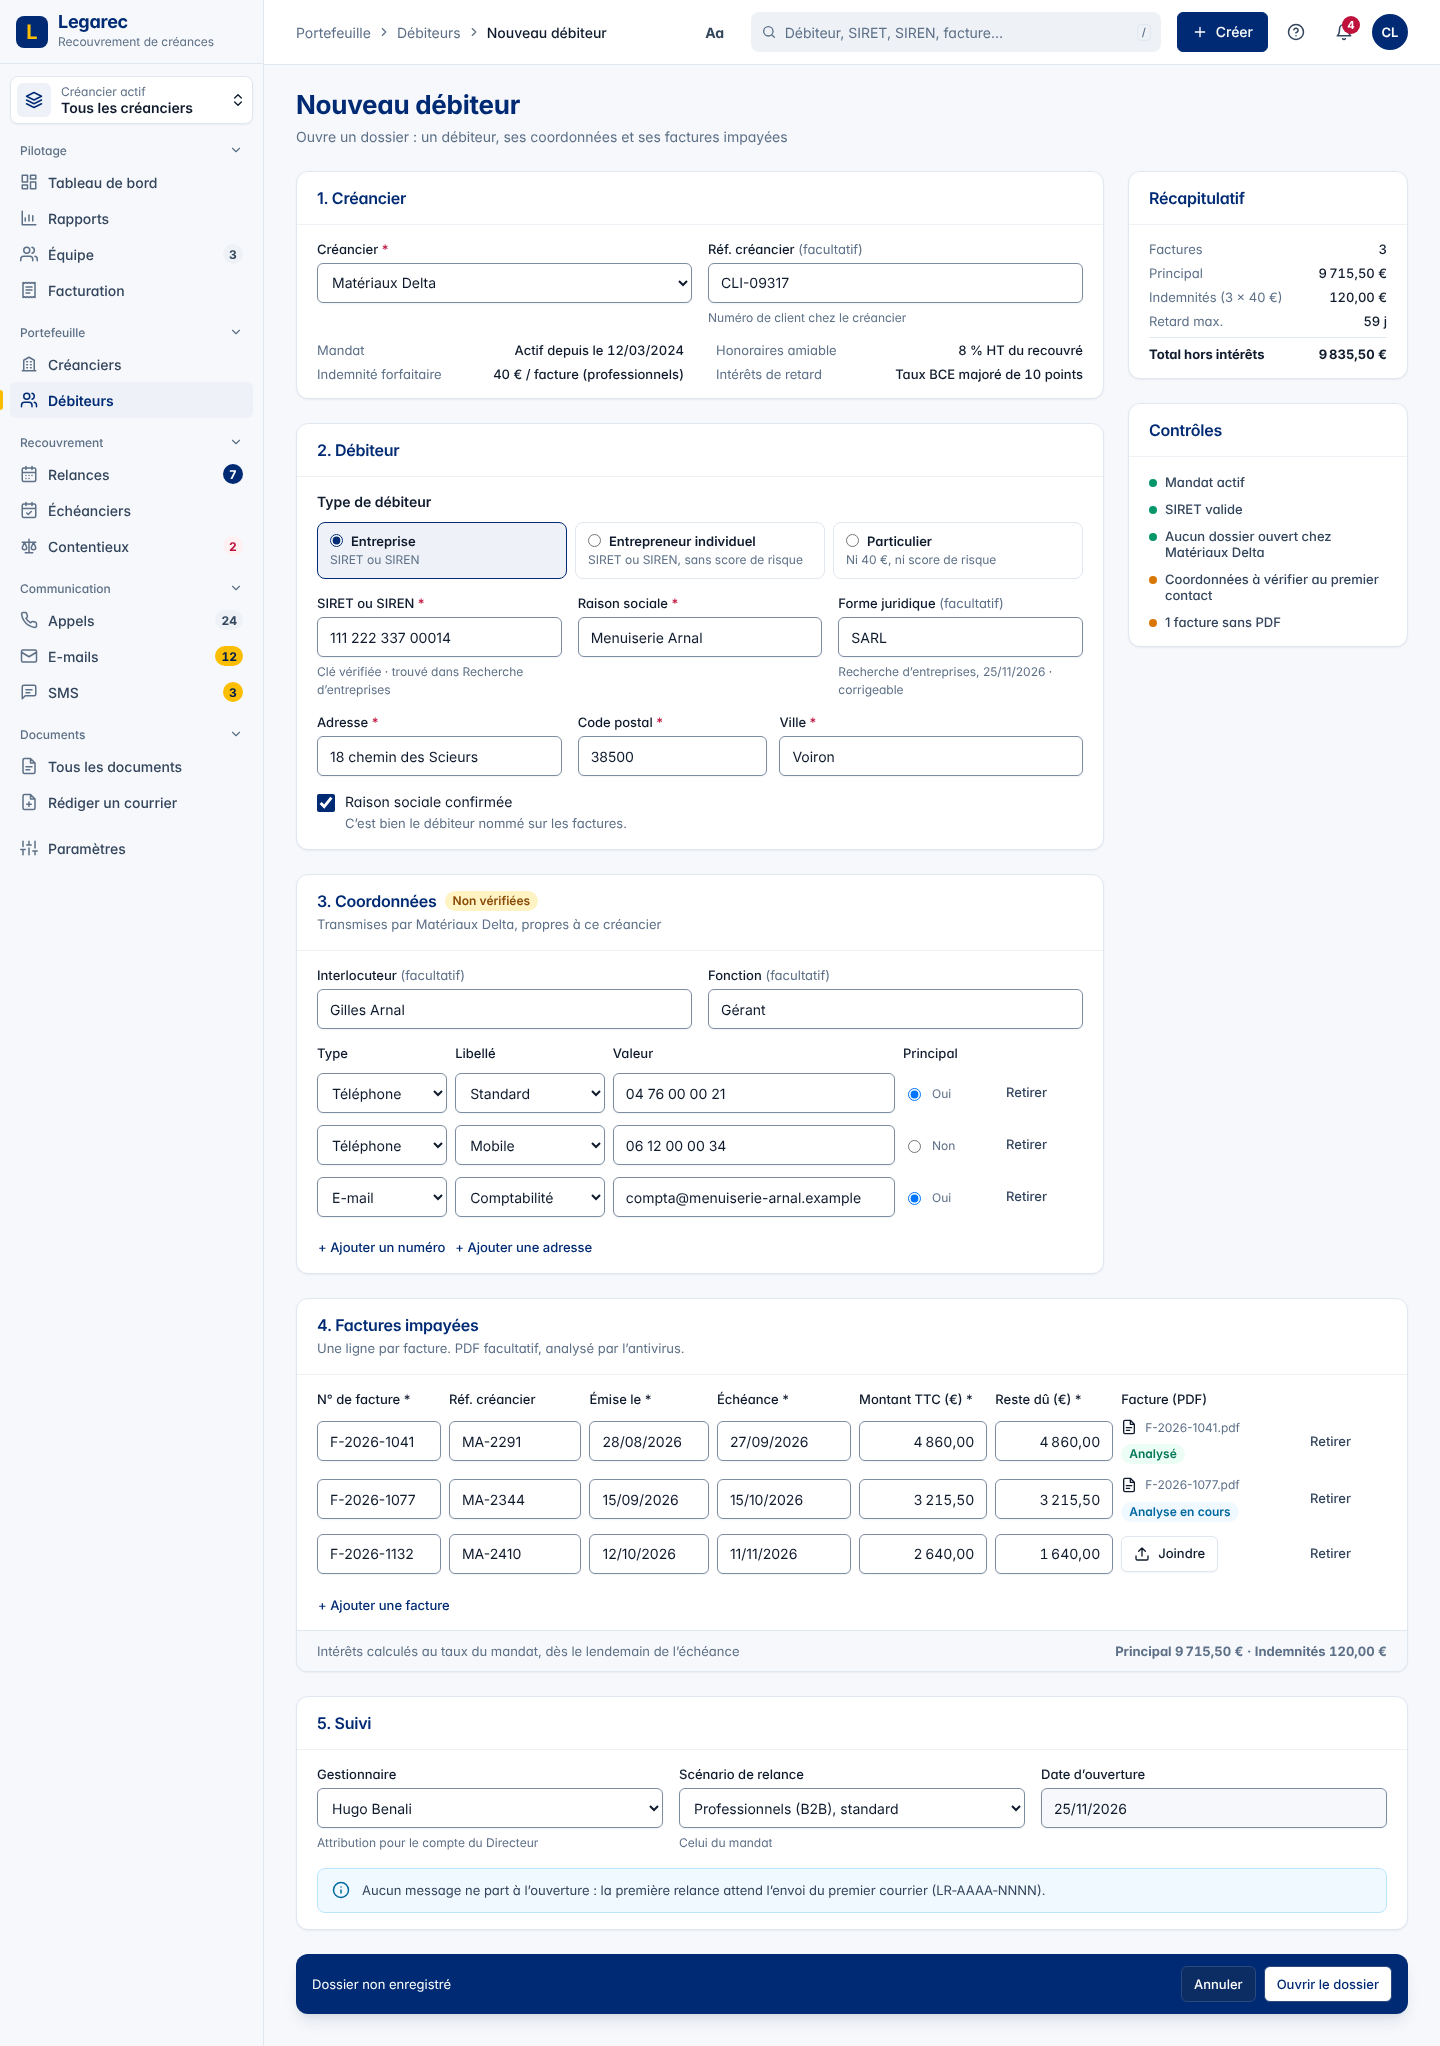 Legarec
Recouvrement de créances
Créancier actif
Tous les créanciers
Pilotage
Tableau de bord
Rapports
Équipe 3
Facturation
Portefeuille
Créanciers
Débiteurs
Recouvrement
Relances 7
Échéanciers
Contentieux 2
Communication
Appels 24
E-mails 12
SMS 3
Documents
Tous les documents
Rédiger un courrier
Paramètres
Portefeuille > Débiteurs > Nouveau débiteur
Aa
Débiteur, SIRET, SIREN, facture… /
+ Créer
4
CL
Nouveau débiteur
Ouvre un dossier : un débiteur, ses coordonnées et ses factures impayées
1. Créancier
Créancier * Réf. créancier (facultatif)
Matériaux Delta CLI-09317
Numéro de client chez le créancier
Mandat Actif depuis le 12/03/2024 Honoraires amiable 8 % HT du recouvré
Indemnité forfaitaire 40 € / facture (professionnels) Intérêts de retard Taux BCE majoré de 10 points
Récapitulatif
Factures 3
Principal 9 715,50 €
Indemnités (3 × 40 €) 120,00 €
Retard max. 59 j
Total hors intérêts 9 835,50 €
Contrôles
Mandat actif
SIRET valide
Aucun dossier ouvert chez
Matériaux Delta
Coordonnées à vérifier au premier
contact
1 facture sans PDF
2. Débiteur
Type de débiteur
Entreprise Entrepreneur individuel Particulier
SIRET ou SIREN SIRET ou SIREN, sans score de risque Ni 40 €, ni score de risque
SIRET ou SIREN * Raison sociale * Forme juridique (facultatif)
111 222 337 00014 Menuiserie Arnal SARL
Clé vérifiée · trouvé dans Recherche Recherche d’entreprises, 25/11/2026 ·
d’entreprises corrigeable
Adresse * Code postal * Ville *
18 chemin des Scieurs 38500 Voiron
Raison sociale confirmée
C’est bien le débiteur nommé sur les factures.
3. Coordonnées Non vérifiées
Transmises par Matériaux Delta, propres à ce créancier
Interlocuteur (facultatif) Fonction (facultatif)
Gilles Arnal Gérant
Type Libellé Valeur Principal
Téléphone Standard 04 76 00 00 21 Oui Retirer
Téléphone Mobile 06 12 00 00 34 Non Retirer
E-mail Comptabilité compta@menuiserie-arnal.example Oui Retirer
+ Ajouter un numéro + Ajouter une adresse
4. Factures impayées
Une ligne par facture. PDF facultatif, analysé par l’antivirus.
N° de facture * Réf. créancier Émise le * Échéance * Montant TTC (€) * Reste dû (€) * Facture (PDF)
F-2026-1041 MA-2291 28/08/2026 27/09/2026 4 860,00 4 860,00 F-2026-1041.pdf Analysé Retirer
F-2026-1077 MA-2344 15/09/2026 15/10/2026 3 215,50 3 215,50 F-2026-1077.pdf Analyse en cours Retirer
F-2026-1132 MA-2410 12/10/2026 11/11/2026 2 640,00 1 640,00 Joindre Retirer
+ Ajouter une facture
Intérêts calculés au taux du mandat, dès le lendemain de l’échéance Principal 9 715,50 € · Indemnités 120,00 €
5. Suivi
Gestionnaire Scénario de relance Date d’ouverture
Hugo Benali Professionnels (B2B), standard 25/11/2026
Attribution pour le compte du Directeur Celui du mandat
Aucun message ne part à l’ouverture : la première relance attend l’envoi du premier courrier (LR-AAAA-NNNN).
Dossier non enregistré Annuler Ouvrir le dossier